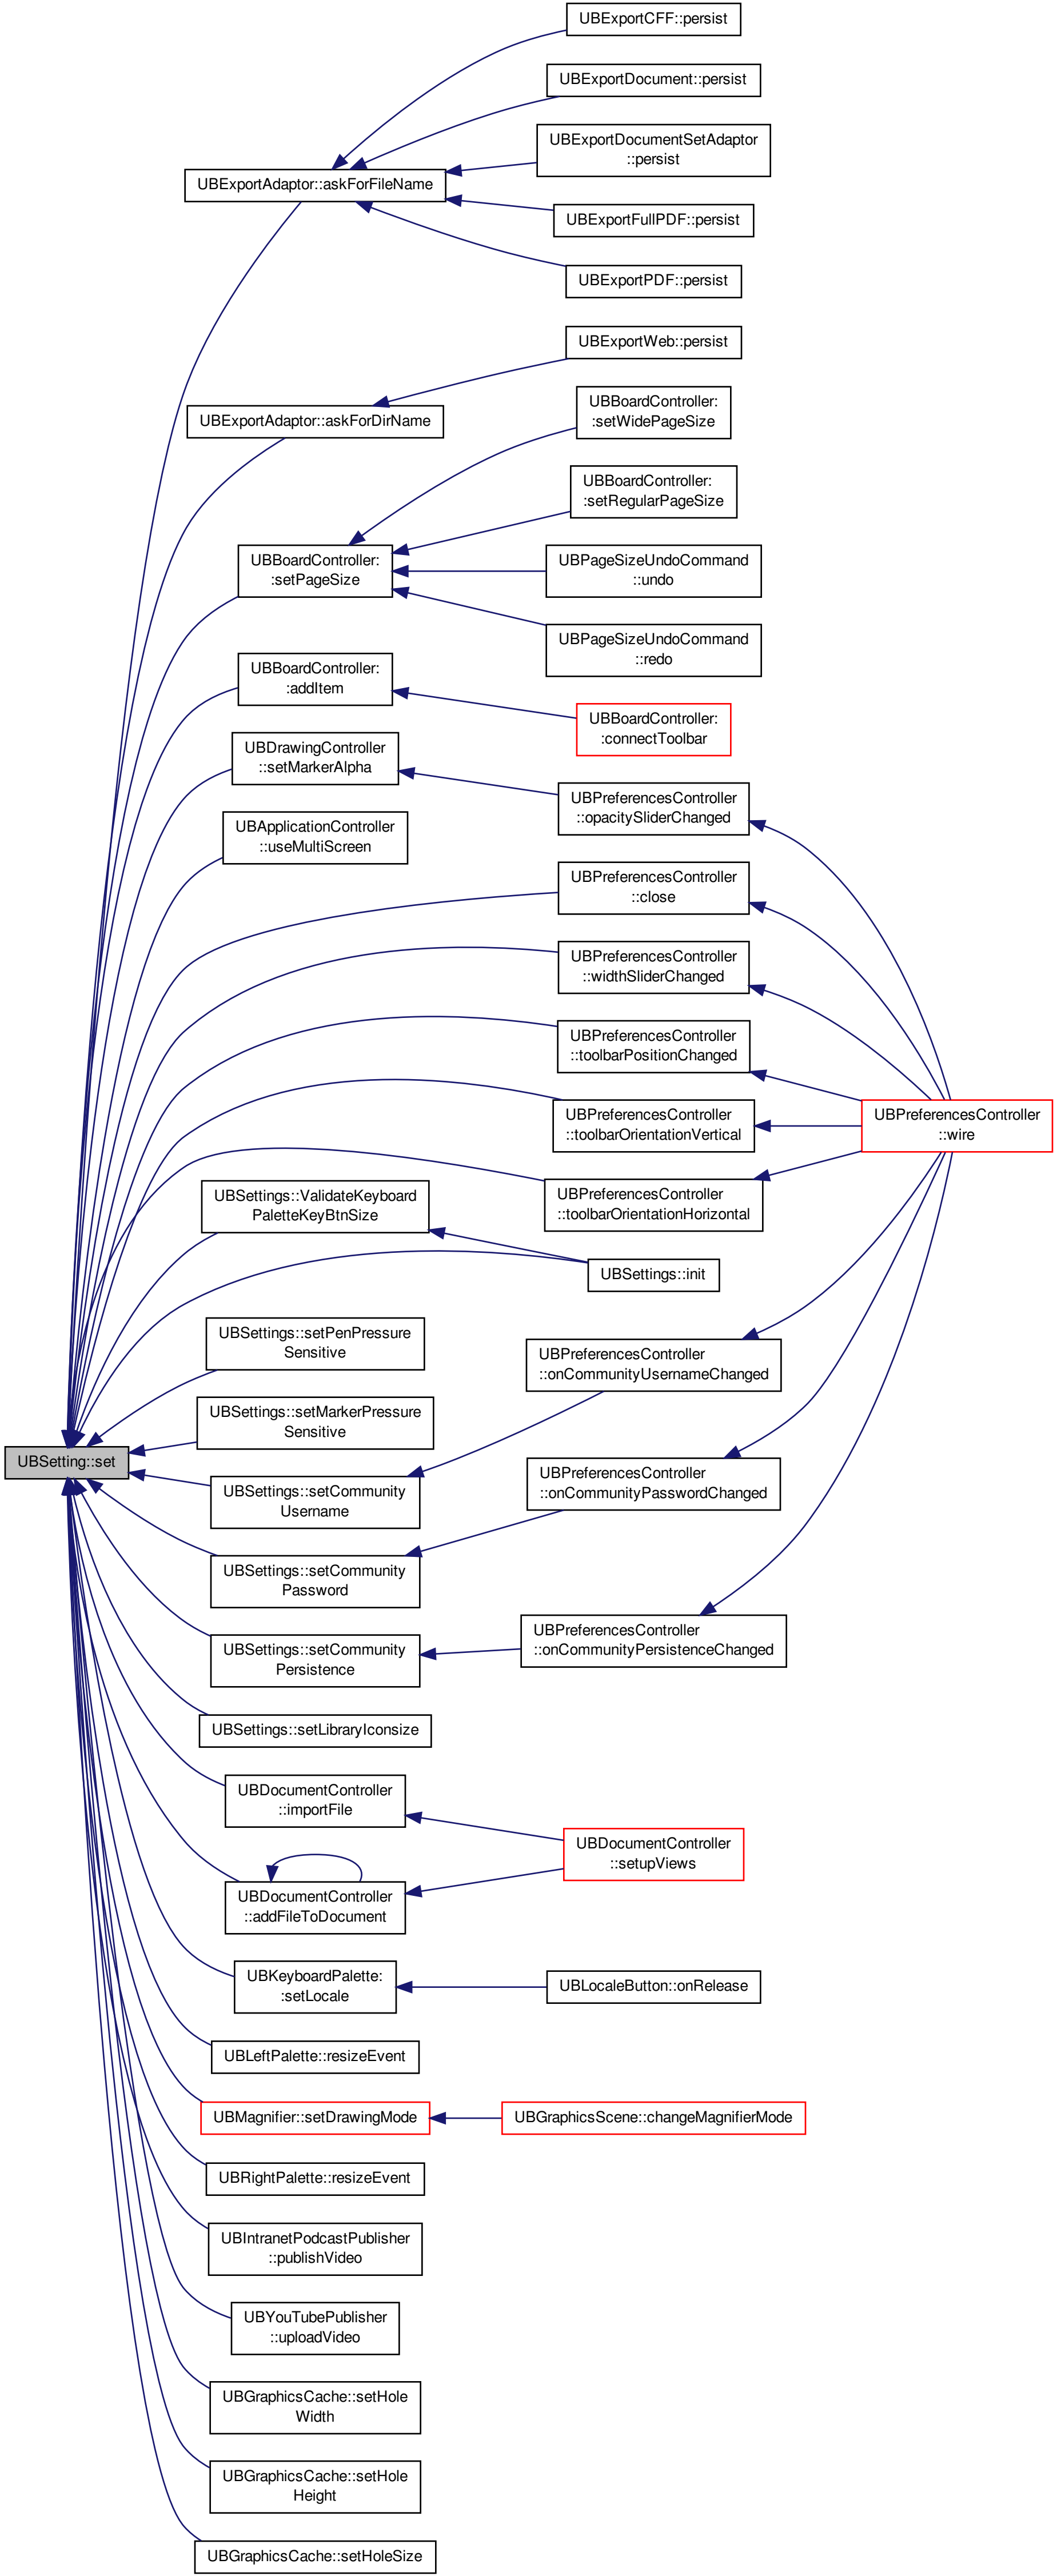 UBExportCFF::persist
UBExportDocument::persist
UBExportDocumentSetAdaptor
::persist
UBExportAdaptor::askForFileName
UBExportFullPDF::persist
UBExportPDF::persist
UBExportWeb::persist
UBExportAdaptor::askForDirName
UBBoardController:
:setWidePageSize
UBBoardController:
:setRegularPageSize
UBBoardController:
:setPageSize
UBPageSizeUndoCommand
::undo
UBPageSizeUndoCommand
::redo
UBBoardController:
:addItem
UBBoardController:
:connectToolbar
UBDrawingController
::setMarkerAlpha
UBPreferencesController
::opacitySliderChanged
UBApplicationController
::useMultiScreen
UBPreferencesController
::close
UBPreferencesController
::widthSliderChanged
UBPreferencesController
::toolbarPositionChanged
UBPreferencesController
::toolbarOrientationVertical
UBPreferencesController
::wire
UBPreferencesController
::toolbarOrientationHorizontal
UBSettings::ValidateKeyboard
PaletteKeyBtnSize
UBSettings::init
UBSettings::setPenPressure
Sensitive
UBPreferencesController
::onCommunityUsernameChanged
UBSettings::setMarkerPressure
Sensitive
UBSetting::set
UBSettings::setCommunity
Username
UBPreferencesController
::onCommunityPasswordChanged
UBSettings::setCommunity
Password
UBPreferencesController
::onCommunityPersistenceChanged
UBSettings::setCommunity
Persistence
UBSettings::setLibraryIconsize
UBDocumentController
::importFile
UBDocumentController
::setupViews
UBDocumentController
::addFileToDocument
UBKeyboardPalette:
:setLocale
UBLocaleButton::onRelease
UBLeftPalette::resizeEvent
UBMagnifier::setDrawingMode
UBGraphicsScene::changeMagnifierMode
UBRightPalette::resizeEvent
UBIntranetPodcastPublisher
::publishVideo
UBYouTubePublisher
::uploadVideo
UBGraphicsCache::setHole
Width
UBGraphicsCache::setHole
Height
UBGraphicsCache::setHoleSize